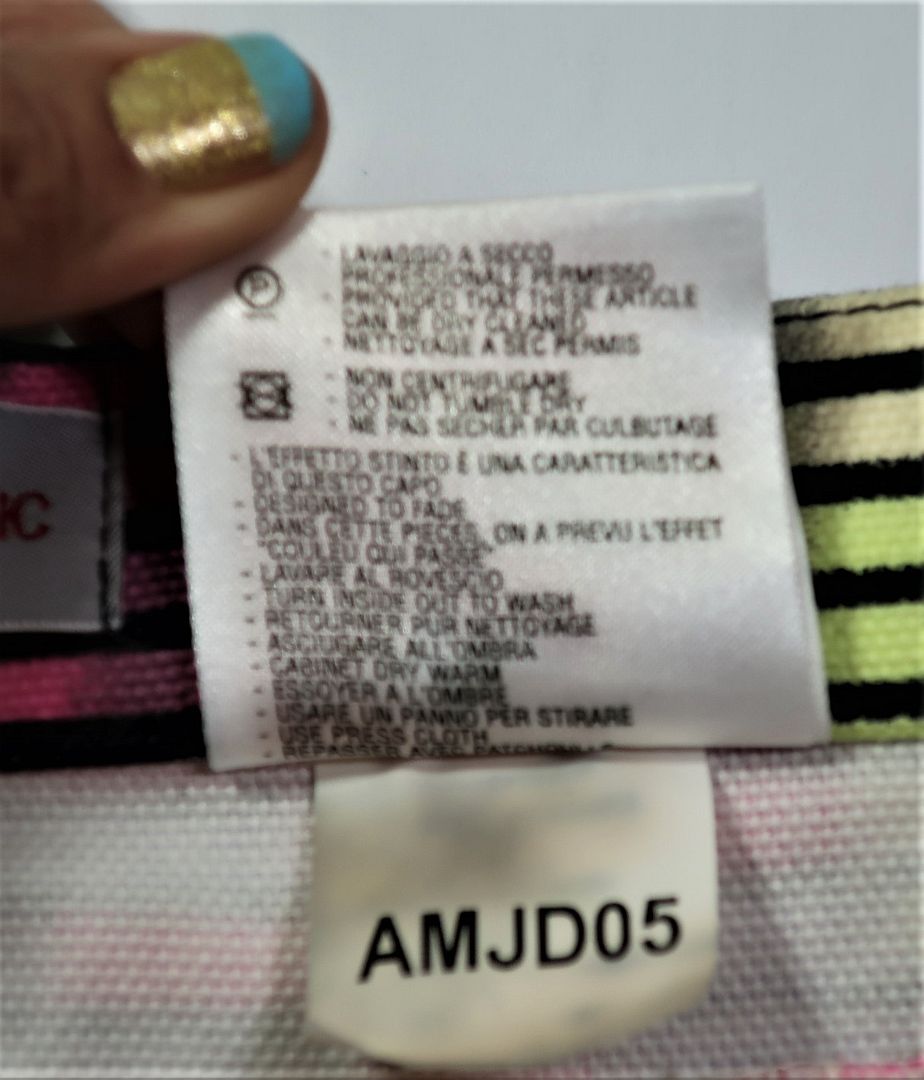 P
- LAVAGGIO A SECCO
PROFESSIONALE PERMESSO
- PROVIDED THAT THESE ARTICLE
CAN BE DRY CLEANED
- NETTOYAGE A SEC PERMIS
- NON CENTRIFUGARE
- DO NOT TUMBLE DRY
- NE PAS SECHER PAR CULBUTAGE
- L'EFFETTO STINTO È UNA CARATTERISTICA
DI QUESTO CAPO
- DESIGNED TO FADE
- DANS CETTE PIECES, ON A PREVU L'EFFET
"COULEU QUI PASSE"
- LAVARE AL ROVESCIO
- TURN INSIDE OUT TO WASH
- RETOURNER PUR NETTOYAGE
- ASCIUGARE ALL'OMBRA
- CABINET DRY WARM
- ESSOYER A L'OMBRE
- USARE UN PANNO PER STIRARE
- USE PRESS CLOTH
- REPASSER AVEC
IC
AMJD05